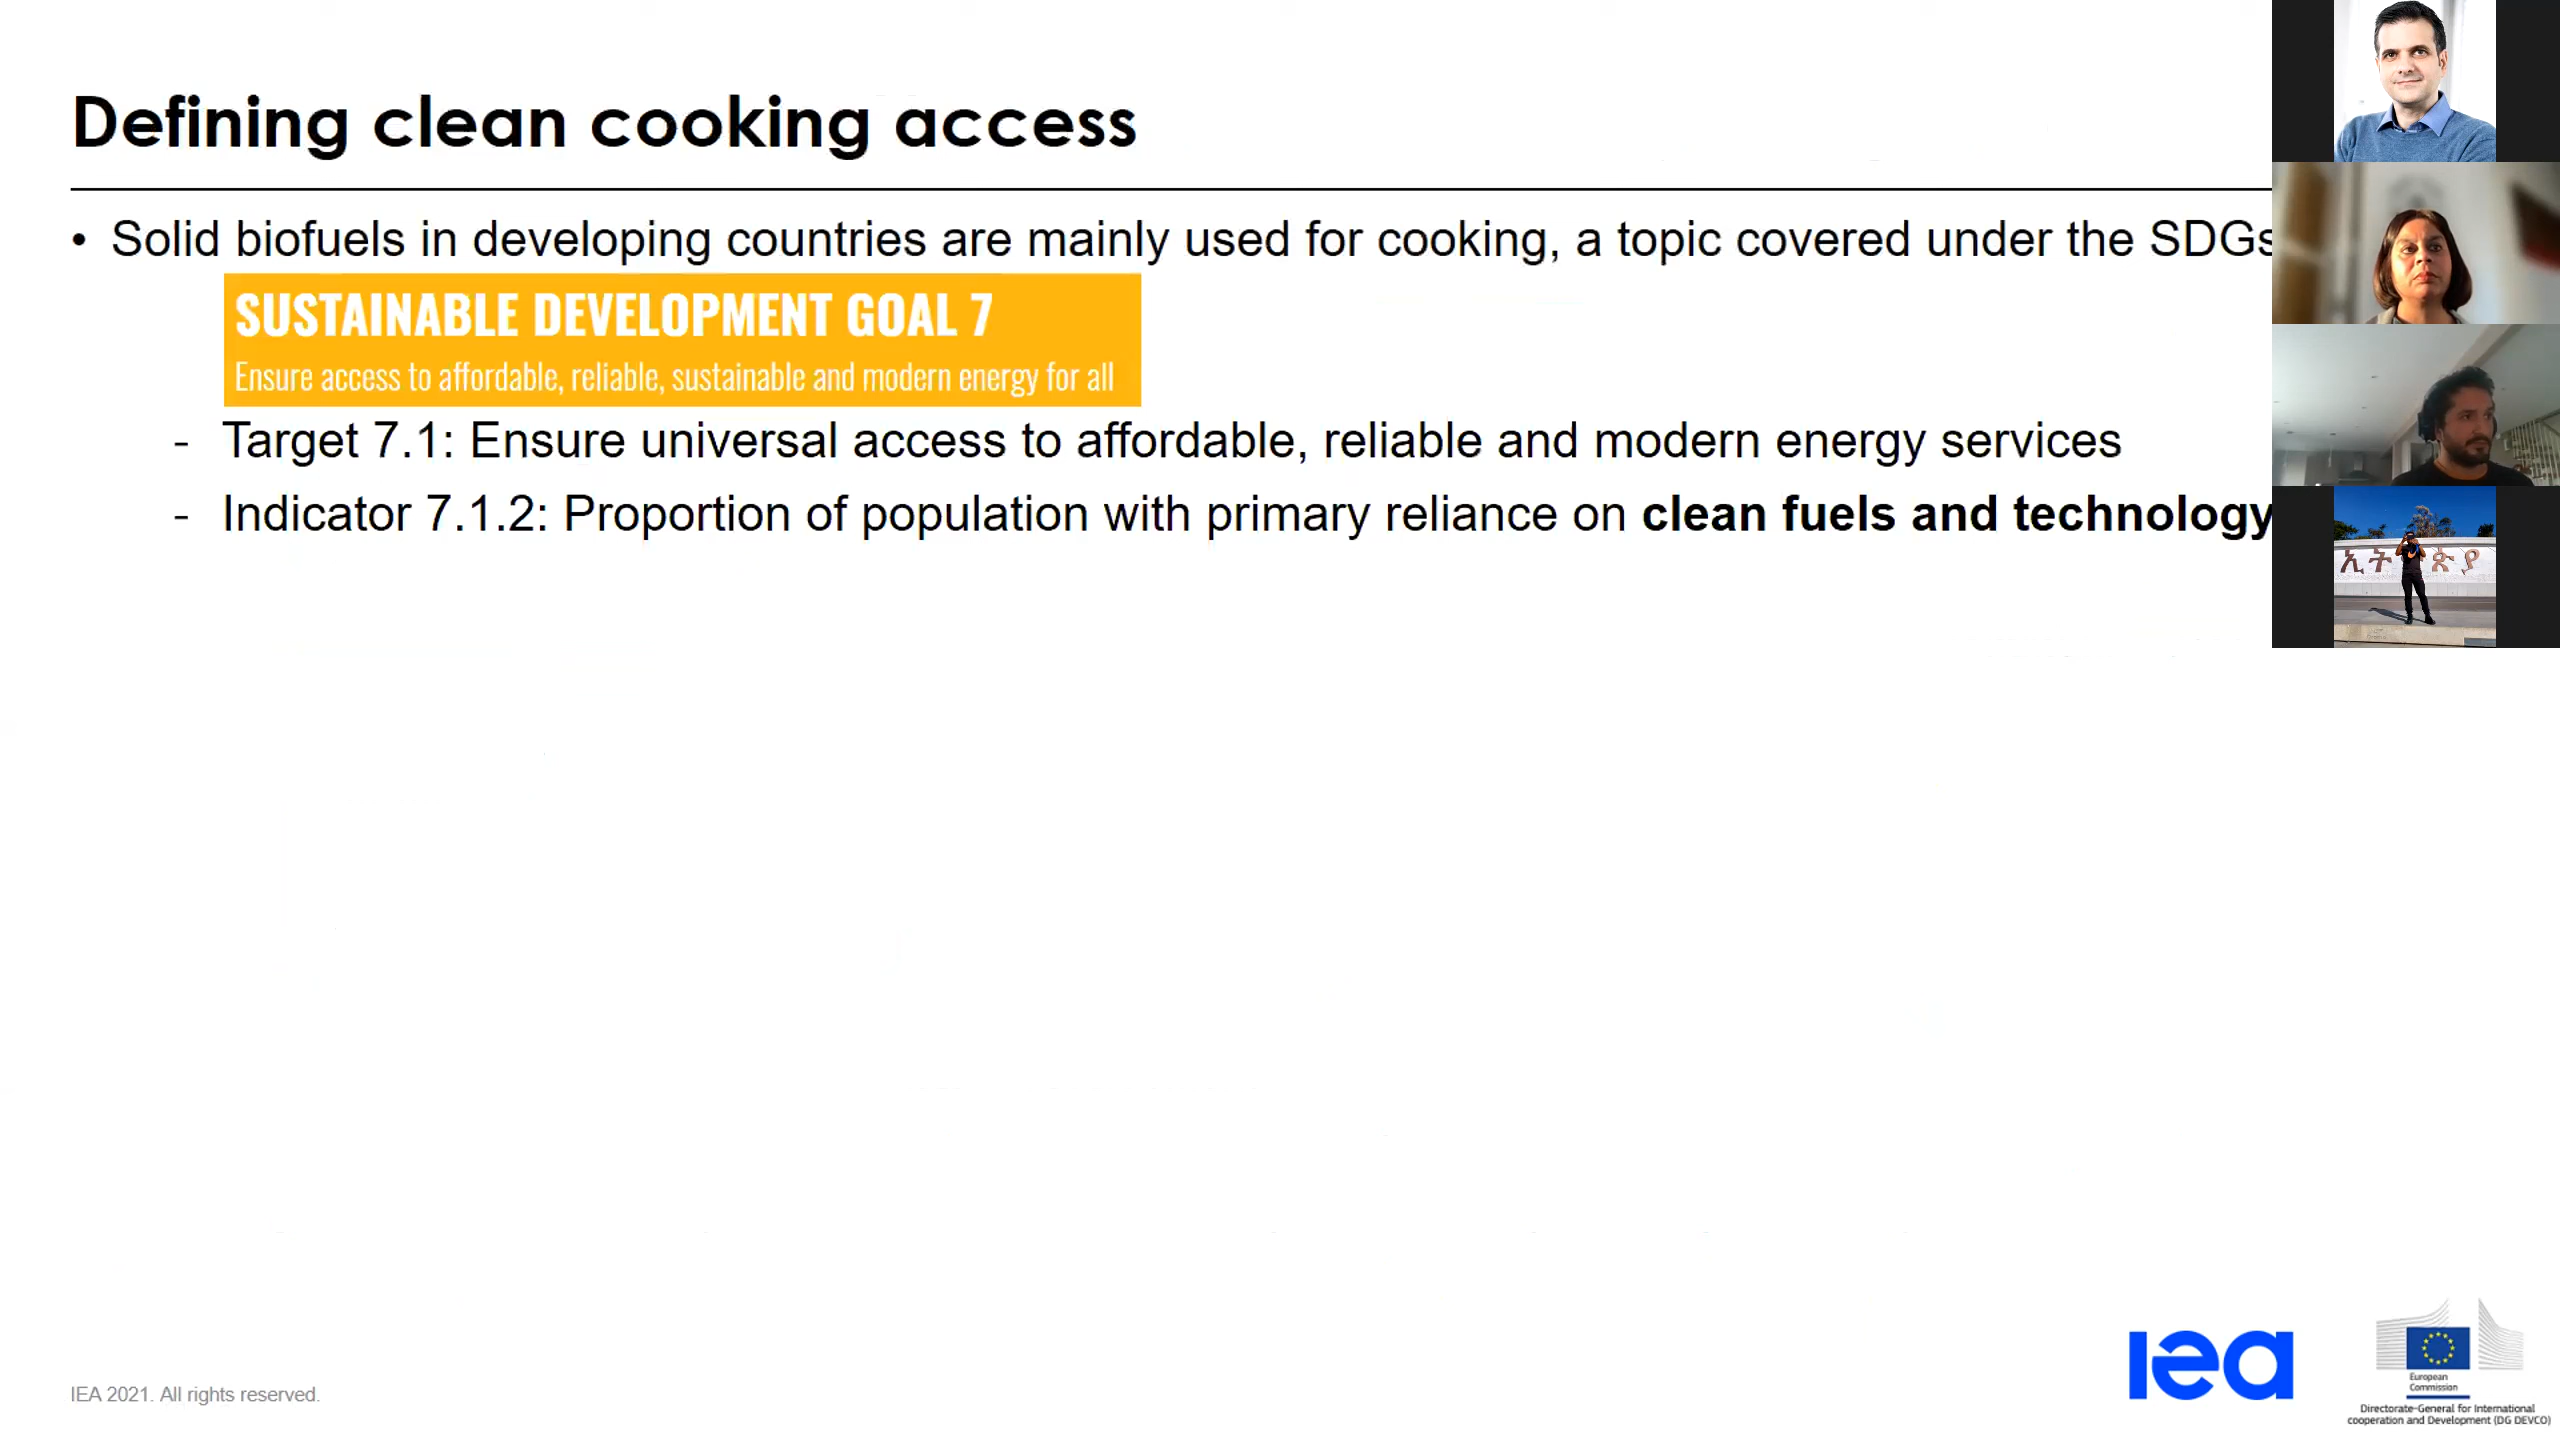 Defining clean cooking access
• Solid biofuels in developing countries are mainly used for cooking, a topic covered under the SDGs
SUSTAINABLE DEVELOPMENT GOAL 7
Ensure access to affordable, reliable, sustainable and modern energy for all
- Target 7.1: Ensure universal access to affordable, reliable and modern energy services
- Indicator 7.1.2: Proportion of population with primary reliance on clean fuels and technology
IEA 2021. All rights reserved.
iea
European
Commission
Directorate-General for International
cooperation and Development (DG DEVCO)